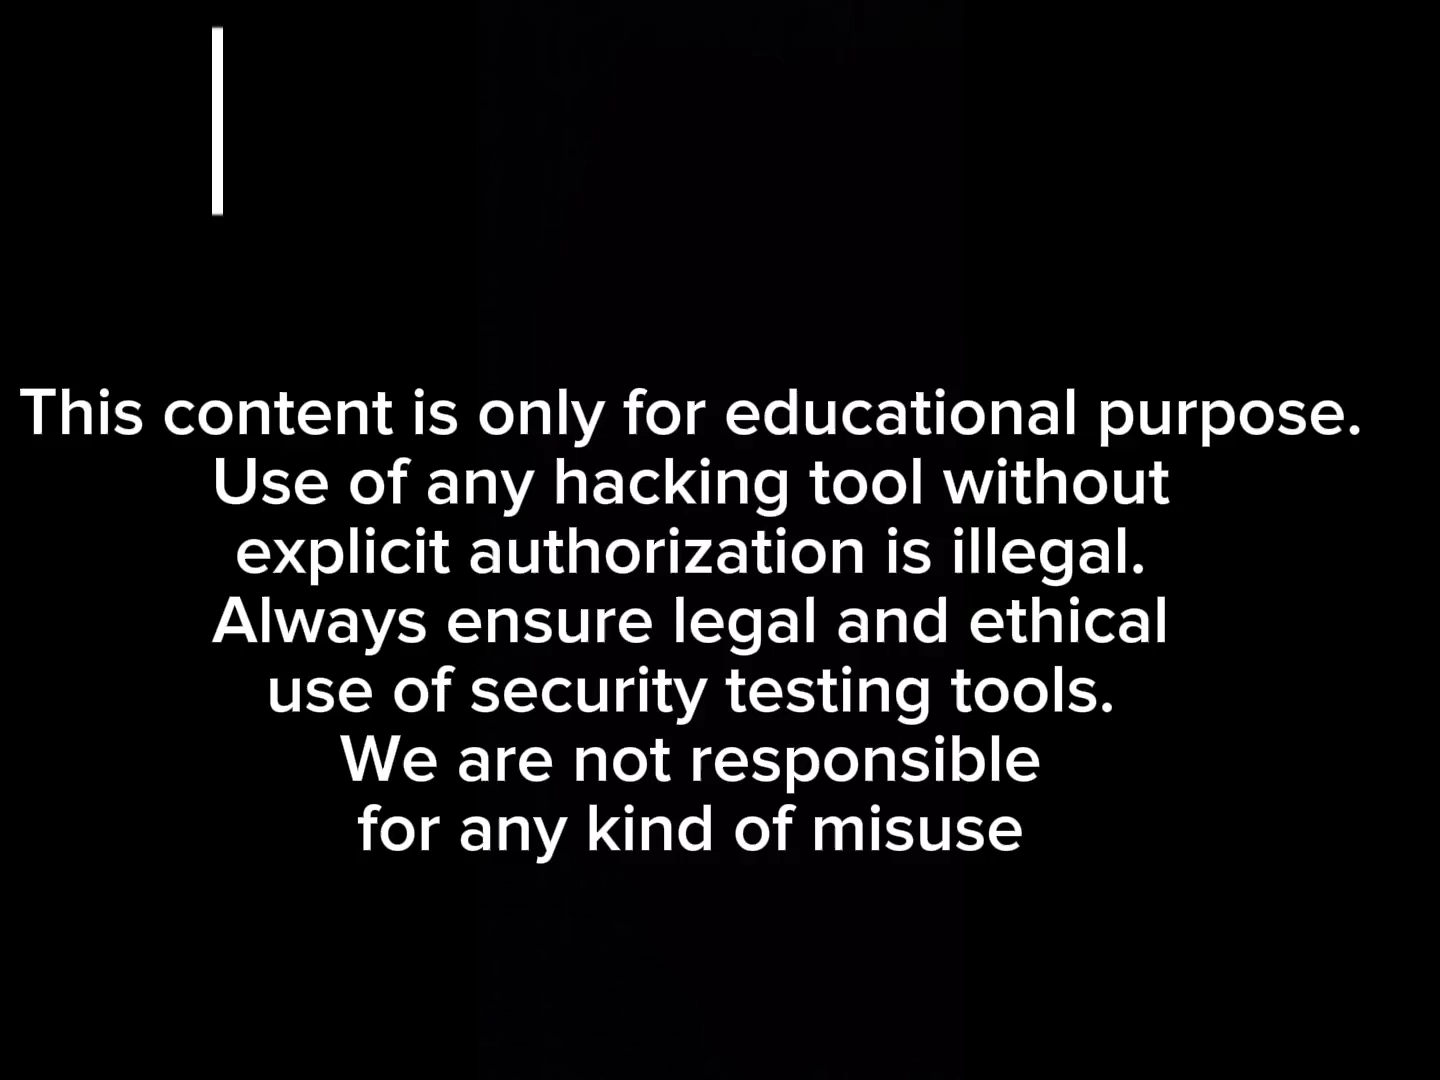 This content is only for educational purpose.
Use of any hacking tool without
explicit authorization is illegal.
Always ensure legal and ethical
use of security testing tools.
We are not responsible
for any kind of misuse